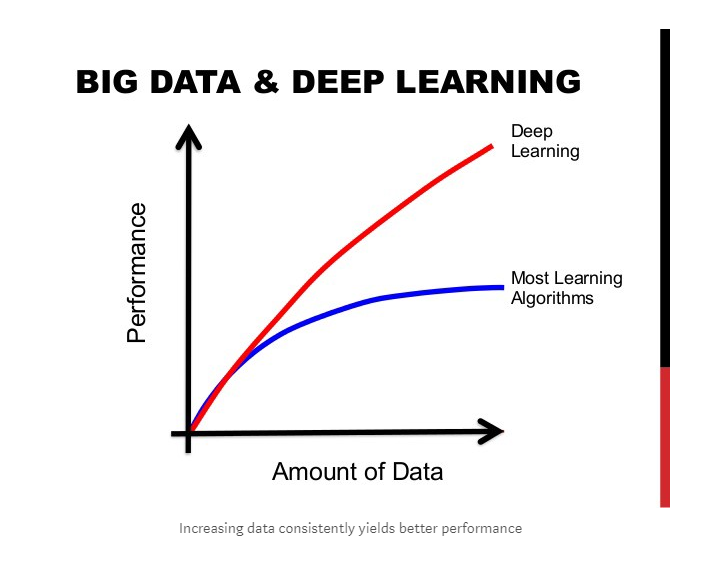 BIG DATA & DEEP LEARNING
Deep
Learning
Performance
Most Learning
Algorithms
Amount of Data
Increasing data consistently yields better performance